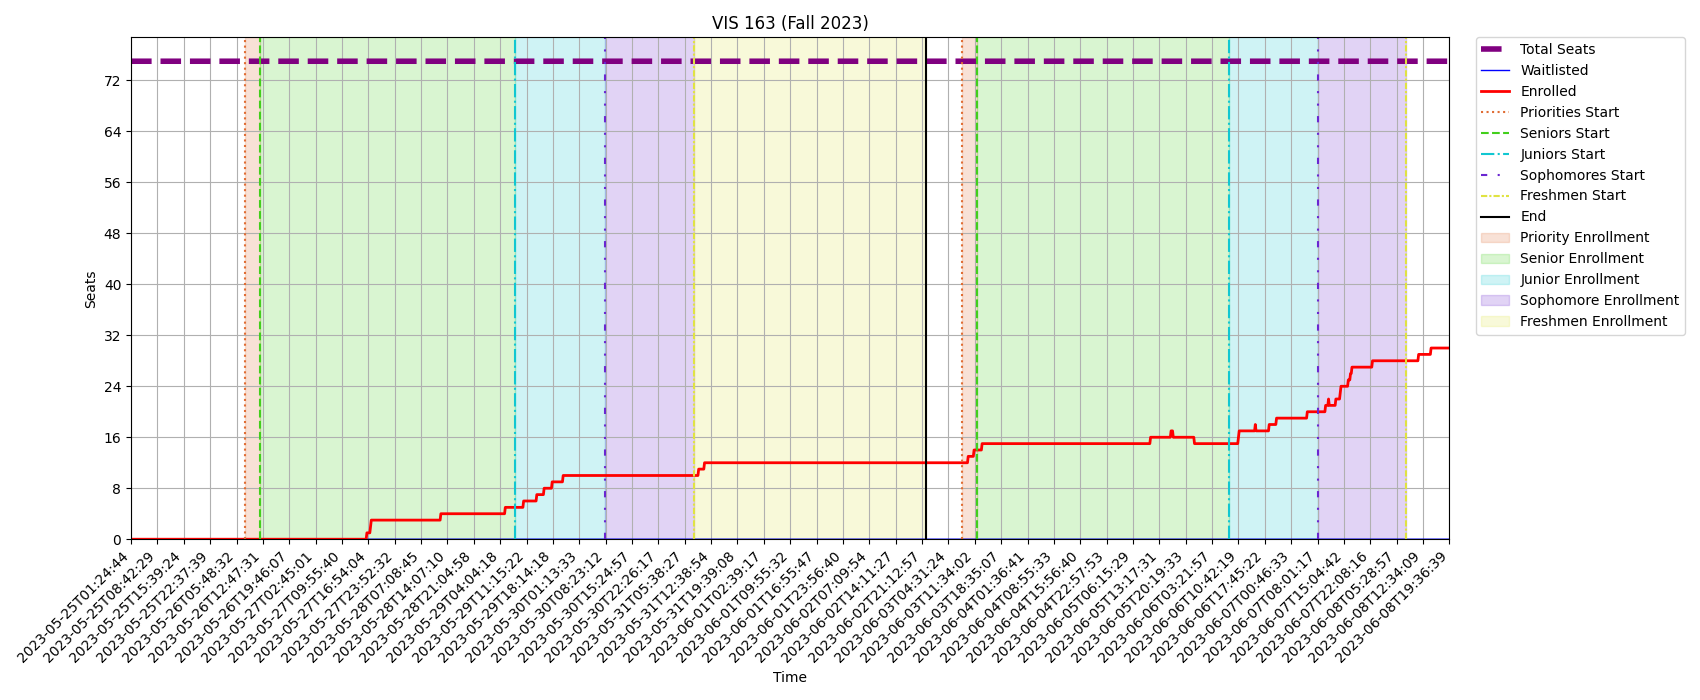 VIS 163 (Fall 2023)
Total Seats
Waitlisted
Enrolled
Priorities Start
Seniors Start
Juniors Start
Sophomores Start
Freshmen Start
End
Priority Enrollment
Senior Enrollment
Junior Enrollment
Sophomore Enrollment
Freshmen Enrollment
Seats
72
64
56
48
40
32
24
16
8
0
2023-05-25T01:24:44
2023-05-25T08:42:29
2023-05-25T15:39:24
2023-05-25T22:37:39
2023-05-26T05:48:32
2023-05-26T12:47:31
2023-05-26T19:46:07
2023-05-27T02:45:01
2023-05-27T09:55:40
2023-05-27T16:54:04
2023-05-27T23:52:32
2023-05-28T07:08:45
2023-05-28T14:07:10
2023-05-28T21:04:58
2023-05-29T04:04:18
2023-05-29T11:15:22
2023-05-29T18:14:18
2023-05-30T01:13:33
2023-05-30T08:23:12
2023-05-30T15:24:57
2023-05-30T22:26:17
2023-05-31T05:38:27
2023-05-31T12:38:54
2023-05-31T19:39:08
2023-06-01T02:39:17
2023-06-01T09:55:32
2023-06-01T16:55:47
2023-06-01T23:56:40
2023-06-02T07:09:54
2023-06-02T14:11:27
2023-06-02T21:12:57
2023-06-03T04:31:24
2023-06-03T11:34:02
2023-06-03T18:35:07
2023-06-04T01:36:41
2023-06-04T08:55:33
2023-06-04T15:56:40
2023-06-04T22:57:53
2023-06-05T06:15:29
2023-06-05T13:17:31
2023-06-05T20:19:33
2023-06-06T03:21:57
2023-06-06T10:42:19
2023-06-06T17:45:22
2023-06-07T00:46:33
2023-06-07T08:01:17
2023-06-07T15:04:42
2023-06-07T22:08:16
2023-06-08T05:28:57
2023-06-08T12:34:09
2023-06-08T19:36:39
Time